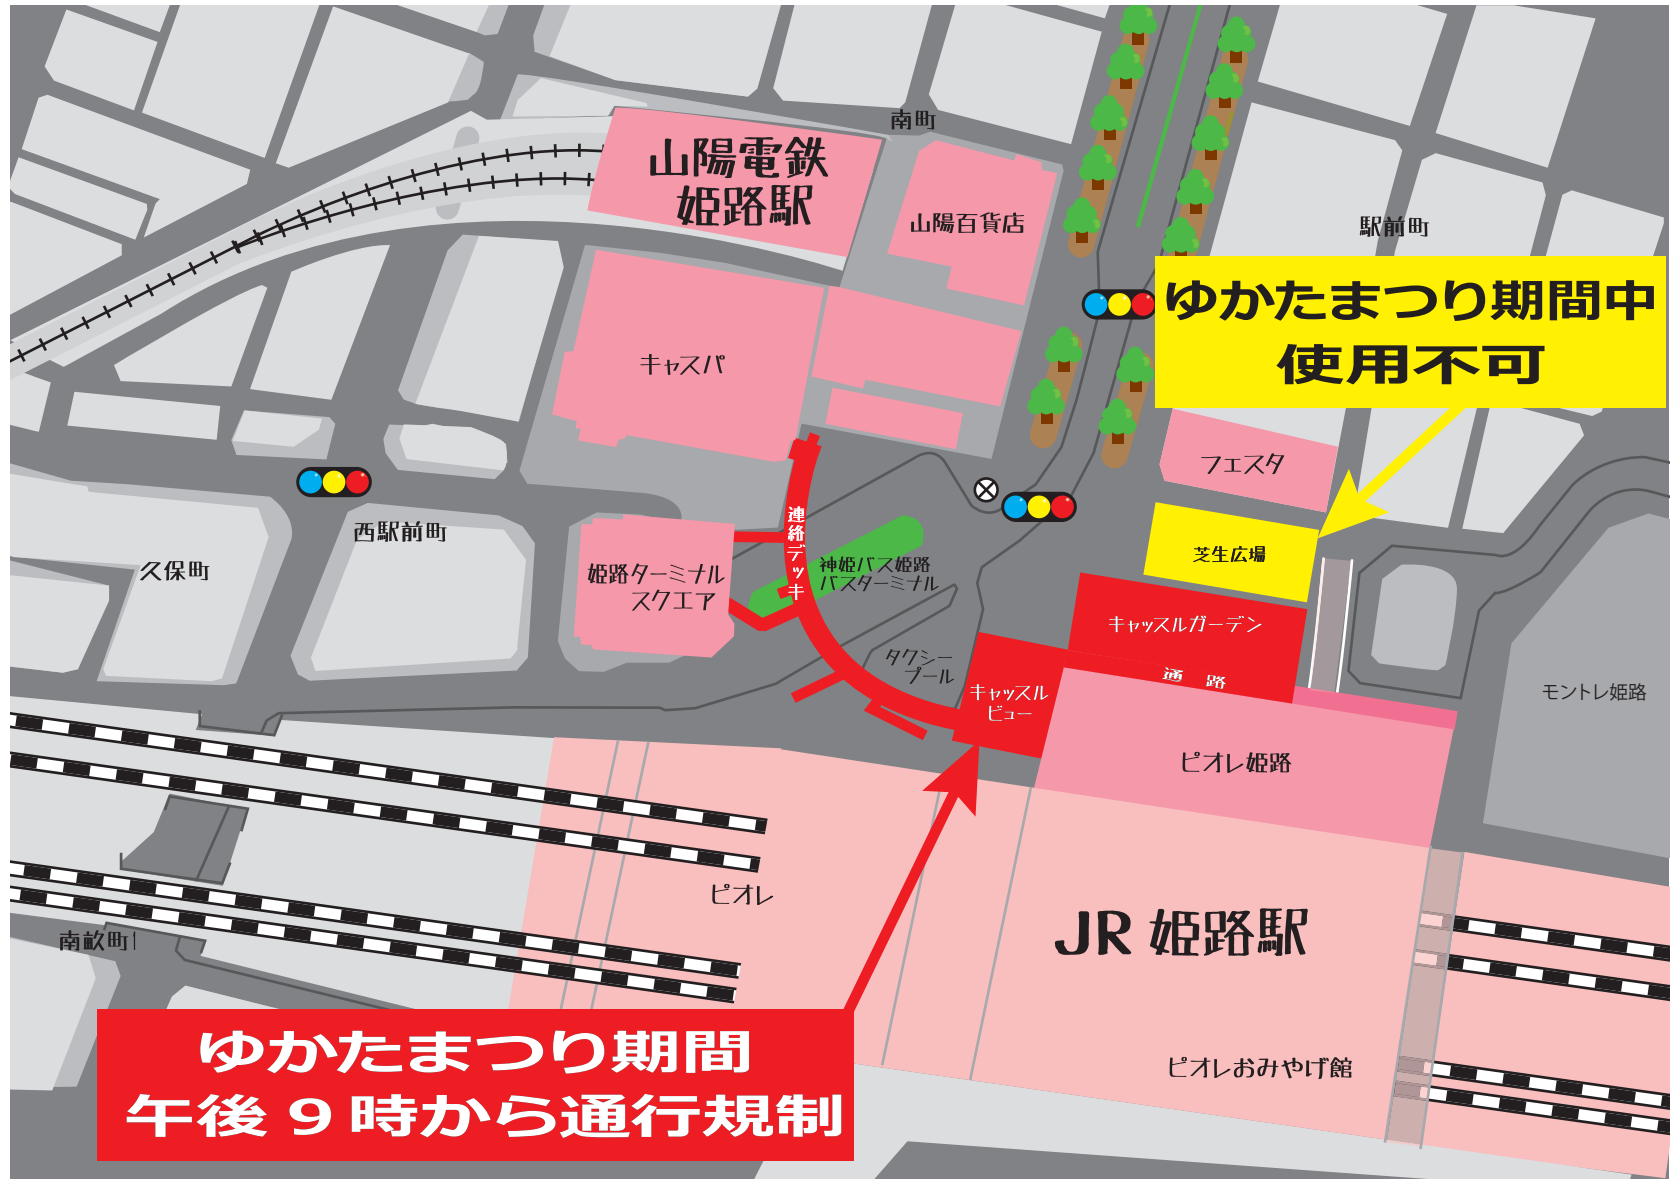 南町
山陽電鉄
姫路駅
山陽百貨店
駅前町
ゆかたまつり期間中
使用不可
キャスパ
フェスタ
西駅前町
久保町
連絡デッキ
姫路ターミナル
スクエア
神姫バス姫路
バスターミナル
芝生広場
キャッスルガーデン
通路
タクシー
プール
キャッスル
ビュー
モントレ姫路
ピオレ姫路
ピオレ
南畝町
JR 姫路駅
ピオレおみやげ館
ゆかたまつり期間
午後9時から通行規制